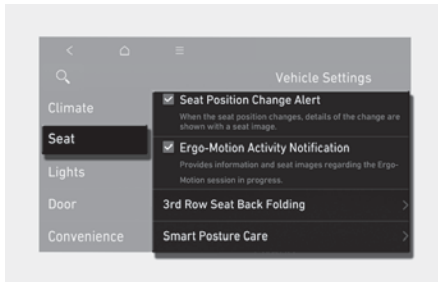 Vehicle Settings
Climate
Seat
Lights
Door
Convenience
Seat Position Change Alert
When the seat position changes, details of the change are
shown with a seat image.
Ergo-Motion Activity Notification
Provides information and seat images regarding the Ergo-
Motion session in progress.
3rd Row Seat Back Folding
Smart Posture Care